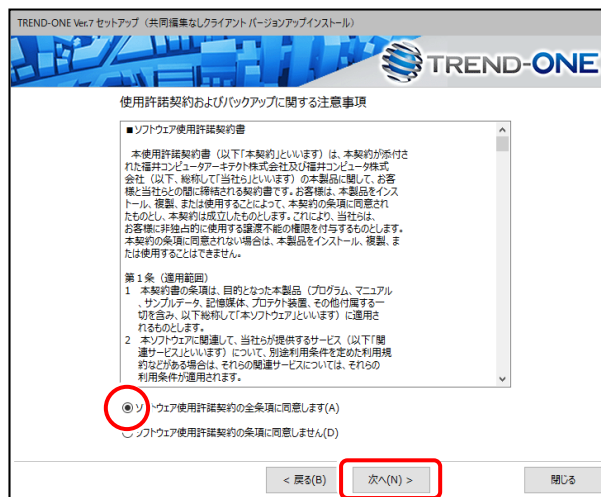 TREND-ONE Ver.7 セットアップ（共同編集なしクライアント バージョンアップインストール）
TREND-ONE
使用許諾契約およびバックアップに関する注意事項
■ソフトウェア使用許諾契約書
本使用許諾契約書（以下「本契約」といいます）は、本契約が添付さ
れた福井コンピュータアーキテクト株式会社及び福井コンピュータ株式
会社（以下、総称して「当社ら」といいます）の本製品に関して、お客
様と当社らとの間に締結される契約書です。お客様は、本製品をインス
トール、複製、または使用することによって、本契約の条項に同意され
たものとし、本契約は成立したものとします。これにより、当社らは、
お客様に非独占的に使用する譲渡不能の権限を付与するものとします。
本契約の条項に同意されない場合は、本製品をインストール、複製、ま
たは使用することはできません。
第１条（適用範囲）
１ 本契約書の条項は、目的となった本製品（プログラム、マニュアル
、サンプルデータ、記憶媒体、プロテクト装置、その他付属する一
切を含み、以下総称して「本ソフトウェア」といいます）に適用さ
れるものとします。
２ 本ソフトウェアに関連して、当社らが提供するサービス（以下「関
連サービス」といいます）について、別途利用条件を定めた利用規
約などがある場合は、それらの関連サービスについては、それらの
利用条件が適用されます。
ソフトウェア使用許諾契約の全条項に同意します(A)
ソフトウェア使用許諾契約の条項に同意しません(D)
< 戻る(B)
次へ(N) >
閉じる